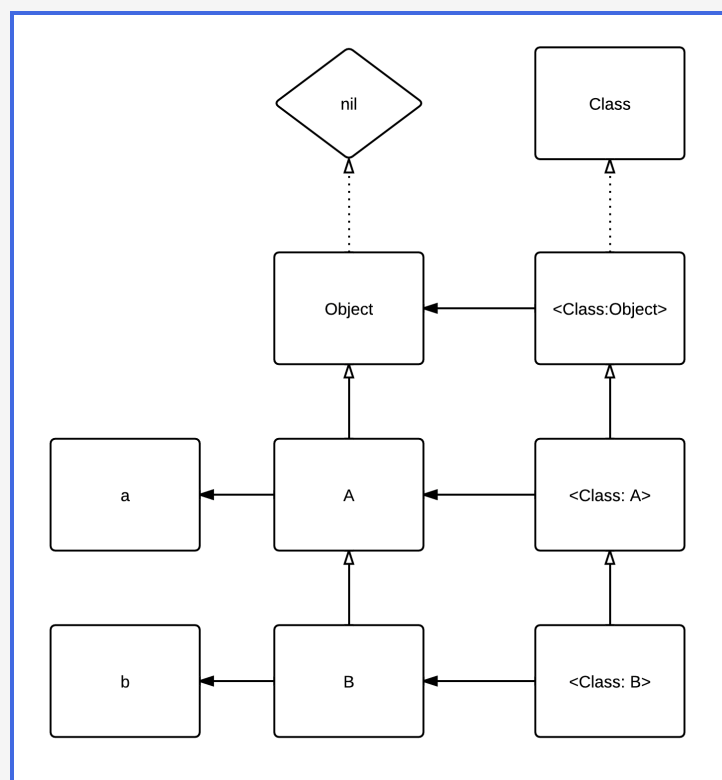 nil
Class
Object
<Class:Object>
a
A
<Class: A>
b
B
<Class: B>